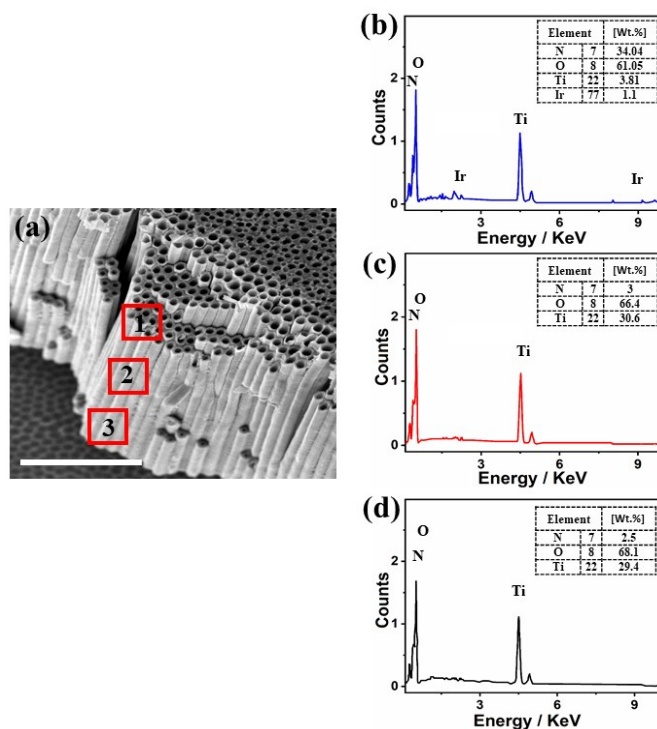 (a)
1
2
3
(b)
Counts
2
1
0
3 6 9
Energy / KeV
O
N
Ti
Ir
Ir
Element [Wt.%]
N 7 34.04
O 8 61.05
Ti 22 3.81
Ir 77 1.1
(c)
Counts
2
1
0
3 6 9
Energy / KeV
O
N
Ti
Element [Wt.%]
N 7 3
O 8 66.4
Ti 22 30.6
(d)
Counts
2
1
0
3 6 9
Energy / KeV
O
N
Ti
Element [Wt.%]
N 7 2.5
O 8 68.1
Ti 22 29.4